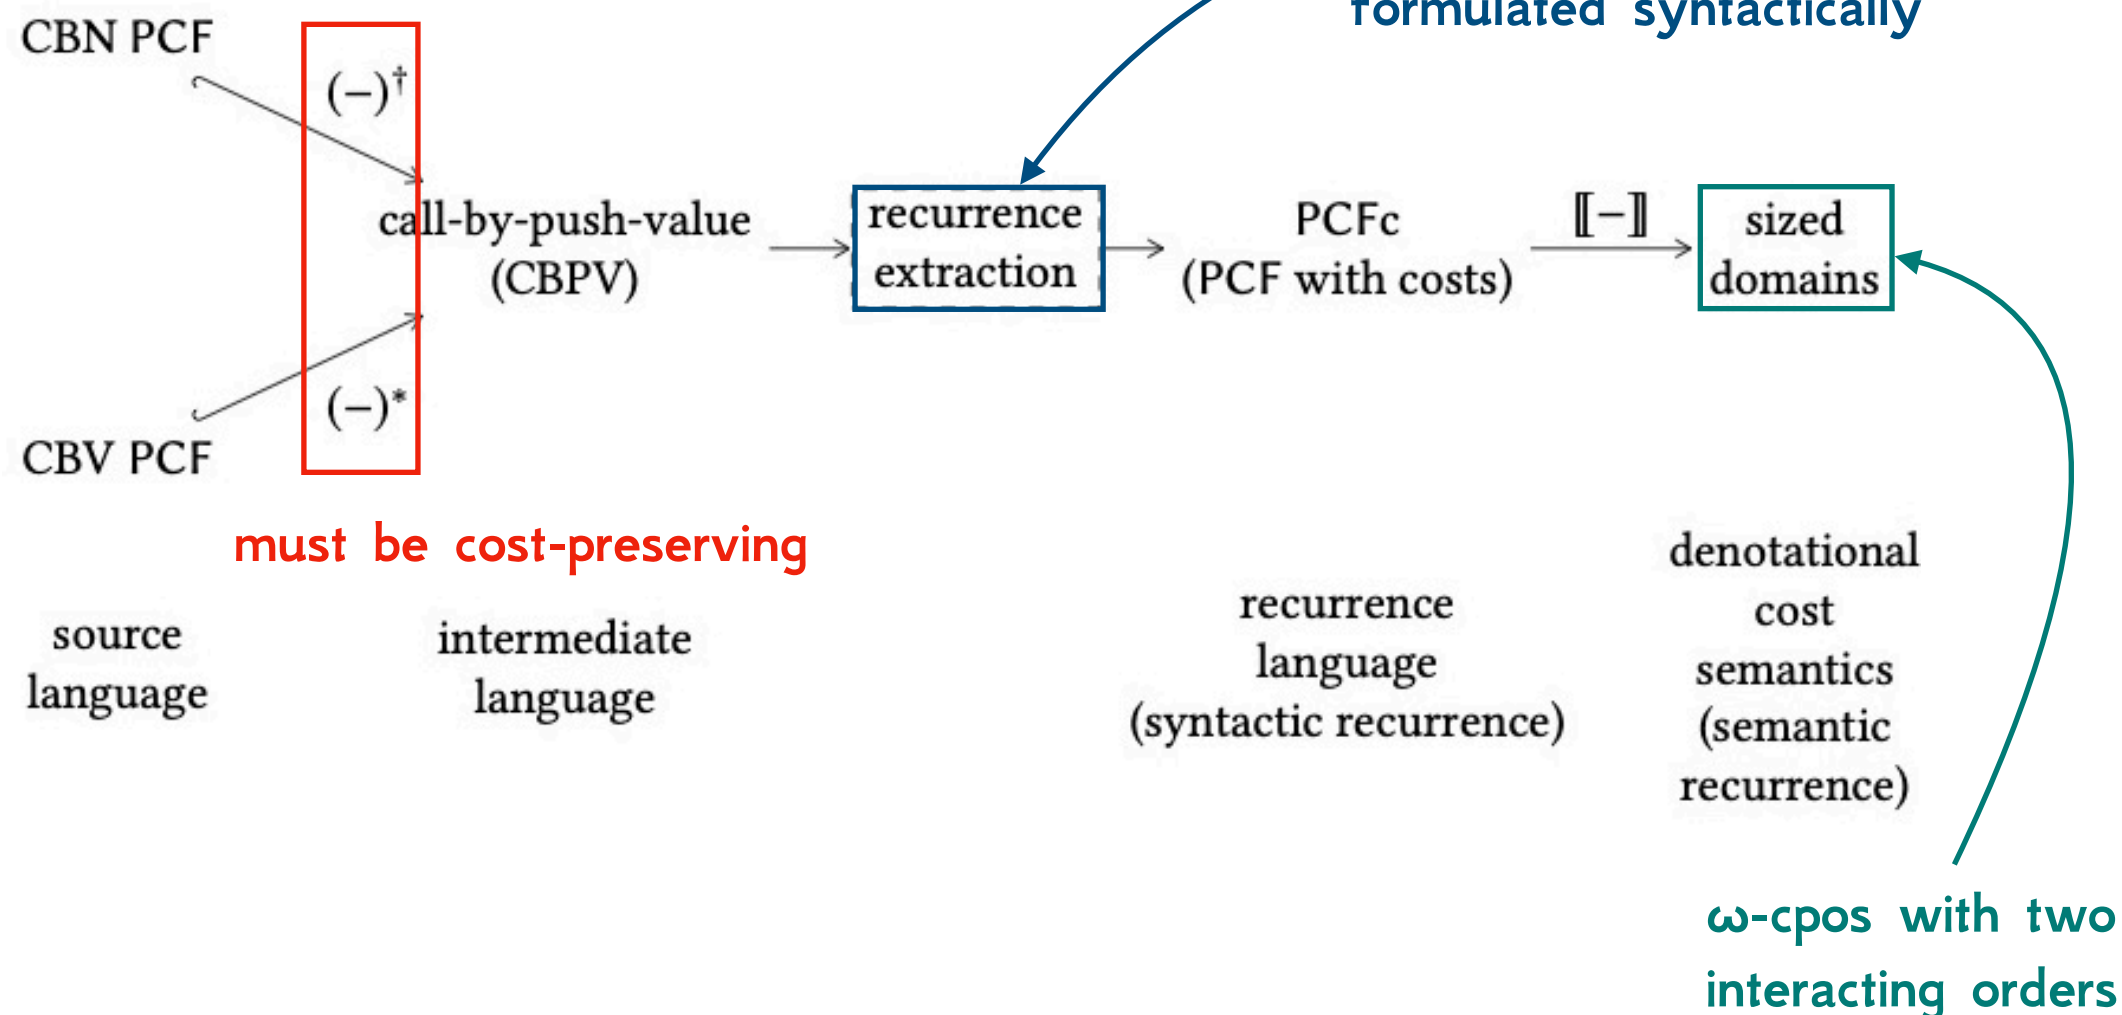 formulated syntactically
CBN PCF
(−)†
call-by-push-value
(CBPV)
recurrence
extraction
PCFc
(PCF with costs)
⟦−⟧
sized
domains
(−)*
CBV PCF
must be cost-preserving
source
language
intermediate
language
recurrence
language
(syntactic recurrence)
denotational
cost
semantics
(semantic
recurrence)
ω-cpos with two
interacting orders